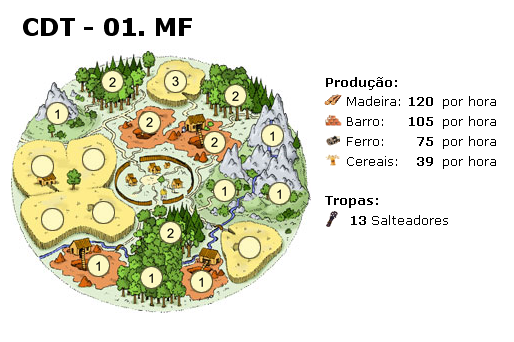 CDT - 01. MF
Produção:
Madeira: 120 por hora
Barro: 105 por hora
Ferro: 75 por hora
Cereais: 39 por hora
Tropas:
13 Salteadores
2
3
2
1
2
2
1
1
1
2
1
1
1